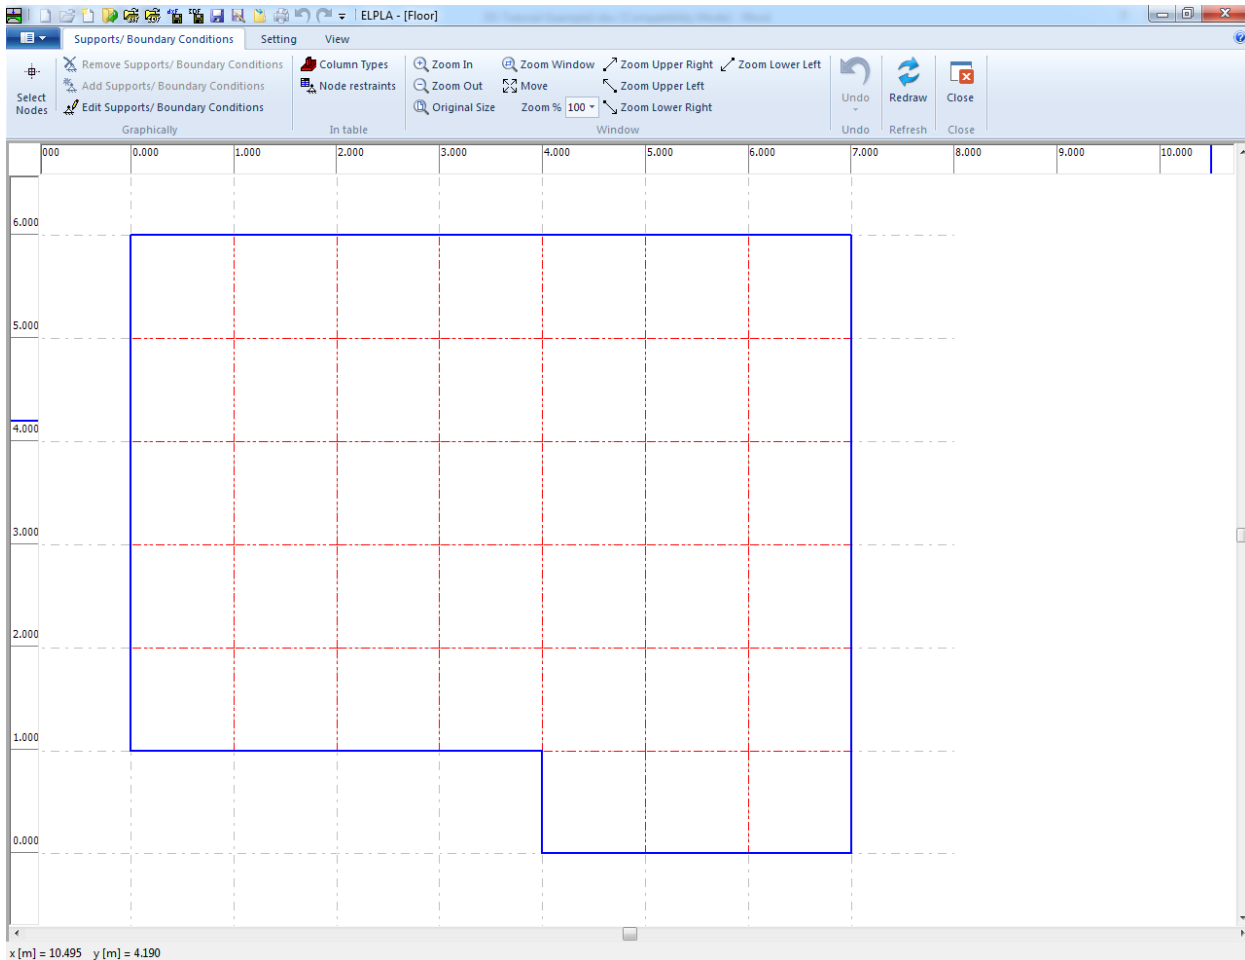 ELPLA - [Floor]
Supports/ Boundary Conditions Setting View
Remove Supports/ Boundary Conditions Column Types Zoom In Zoom Window Zoom Upper Right Zoom Lower Left
Add Supports/ Boundary Conditions Node restraints Zoom Out Move Zoom Upper Left
Select Nodes Edit Supports/ Boundary Conditions Original Size Zoom % 100 Zoom Lower Right Undo Redraw Close
Graphically In table Window Undo Refresh Close
000 0.000 1.000 2.000 3.000 4.000 5.000 6.000 7.000 8.000 9.000 10.000
6.000
5.000
4.000
3.000
2.000
1.000
0.000
x [m] = 10.495 y [m] = 4.190